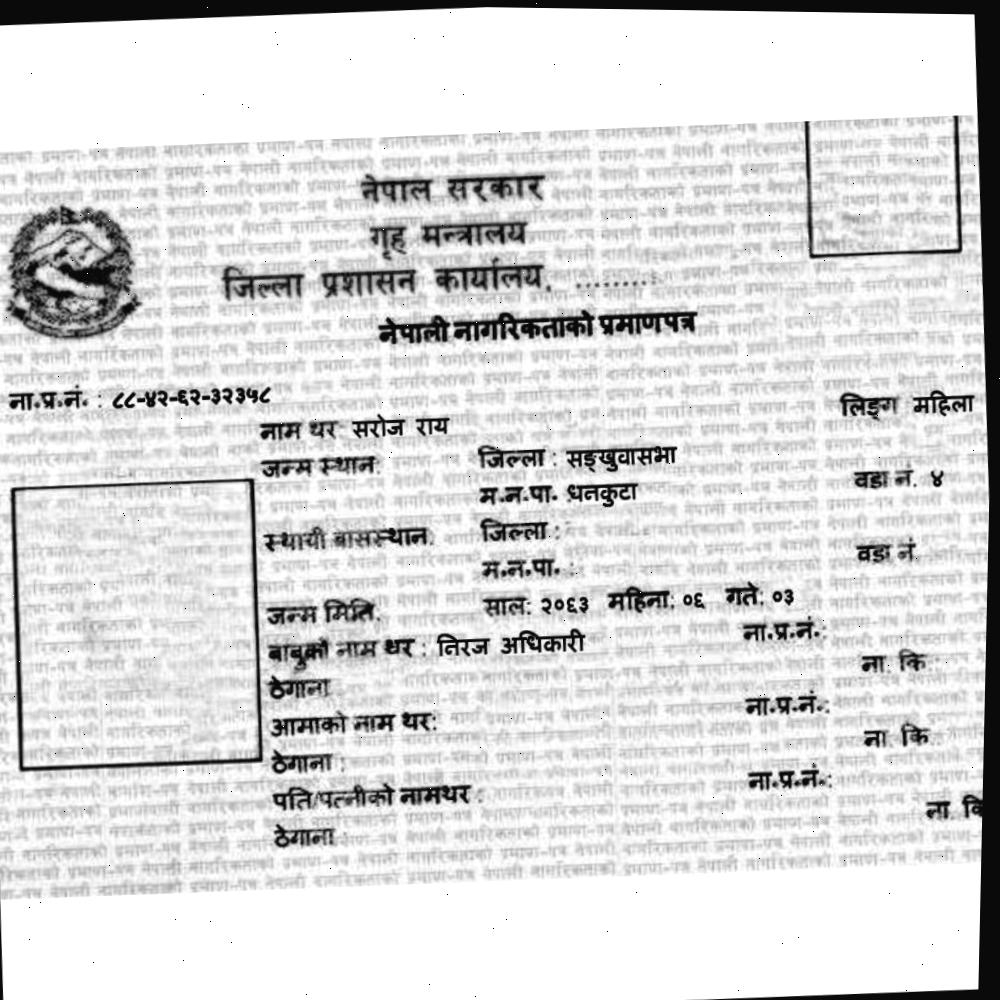 नेपाल सरकार
गृह मन्त्रालय
जिल्ला प्रशासन कार्यालय, .........
नेपाली नागरिकताको प्रमाणपत्र
ना.प्र.नं. : ८८-४२-६२-३२३५८
लिङ्ग महिला
नाम थर सरोज राय
जन्म स्थान: जिल्ला : सङ्खुवासभा
म.न.पा. धनकुटा वडा नं. ४
स्थायी बासस्थान: जिल्ला :
म.न.पा. : वडा नं.
जन्म मिति: साल: २०६३ महिना: ०६ गते: ०३
बाबुको नाम थर : तिरज अधिकारी ना.प्र.नं.:
ठेगाना ना. कि.:
आमाको नाम थर: ना.प्र.नं.:
ठेगाना : ना. कि.:
पति/पत्नीको नामथर : ना.प्र.नं.:
ठेगाना : ना. कि